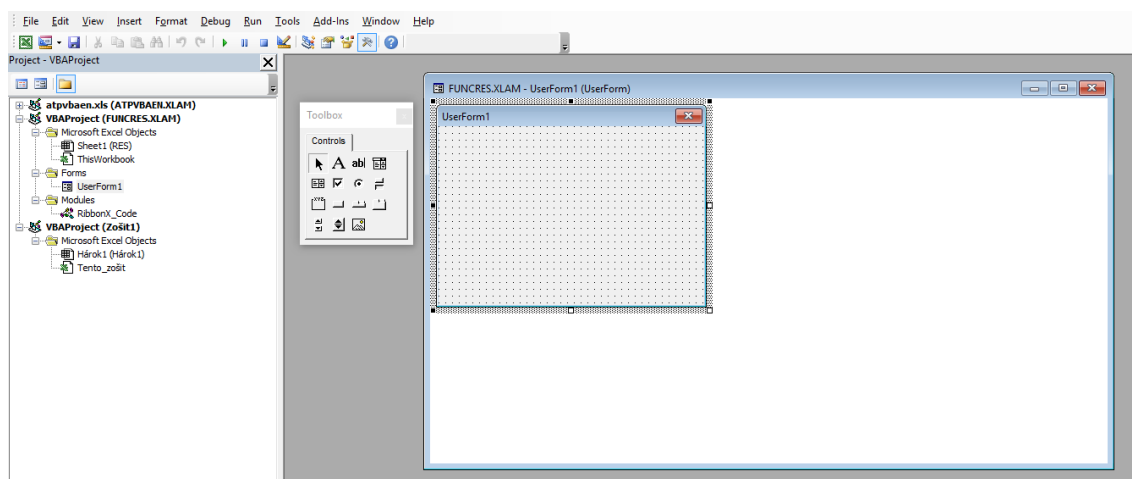 File Edit View Insert Format Debug Run Tools Add-Ins Window Help
Project - VBAProject
atpvbaen.xls (ATPVBAEN.XLAM)
VBAProject (FUNCRES.XLAM)
Microsoft Excel Objects
Sheet1 (RES)
ThisWorkbook
Forms
UserForm1
Modules
RibbonX_Code
VBAProject (Zošit1)
Microsoft Excel Objects
Hárok1 (Hárok1)
Tento_zošit
Toolbox
Controls
A ab|
XYZ
FUNCRES.XLAM - UserForm1 (UserForm)
UserForm1